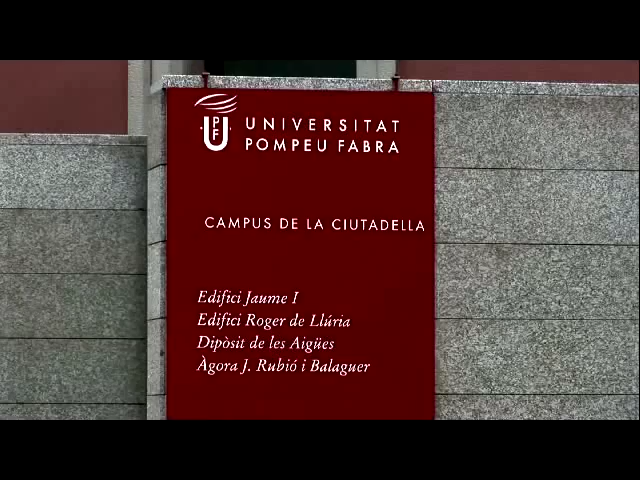 UPF
UNIVERSITAT
POMPEU FABRA
CAMPUS DE LA CIUTADELLA
Edifici Jaume I
Edifici Roger de Llúria
Dipòsit de les Aigües
Àgora J. Rubió i Balaguer